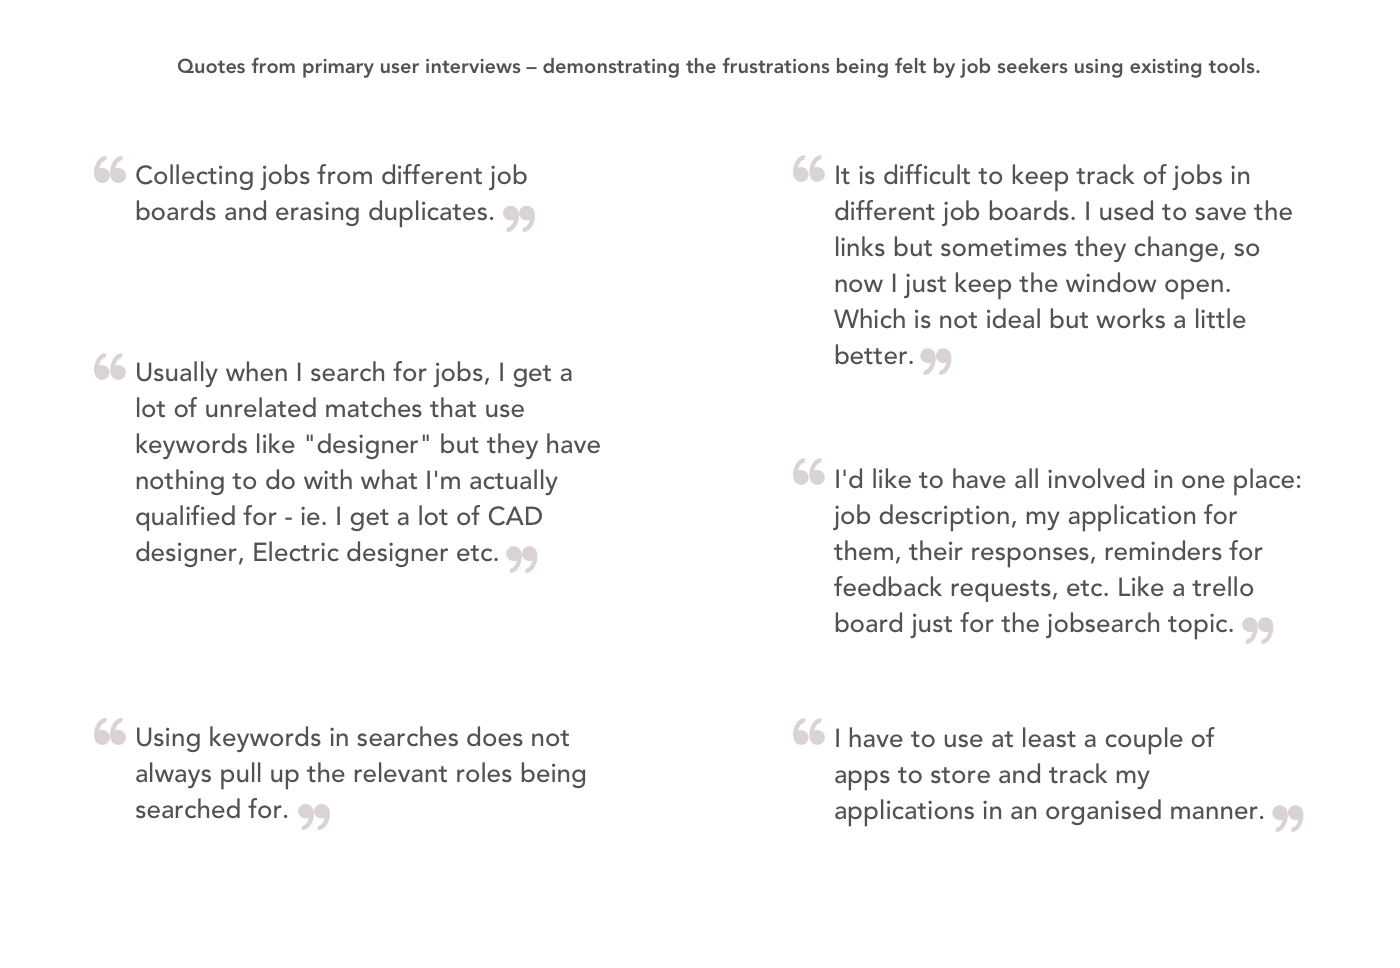 Quotes from primary user interviews – demonstrating the frustrations being felt by job seekers using existing tools.
“Collecting jobs from different job
boards and erasing duplicates.”
“Usually when I search for jobs, I get a
lot of unrelated matches that use
keywords like "designer" but they have
nothing to do with what I'm actually
qualified for - ie. I get a lot of CAD
designer, Electric designer etc.”
“Using keywords in searches does not
always pull up the relevant roles being
searched for.”
“It is difficult to keep track of jobs in
different job boards. I used to save the
links but sometimes they change, so
now I just keep the window open.
Which is not ideal but works a little
better.”
“I'd like to have all involved in one place:
job description, my application for
them, their responses, reminders for
feedback requests, etc. Like a trello
board just for the jobsearch topic.”
“I have to use at least a couple of
apps to store and track my
applications in an organised manner.”